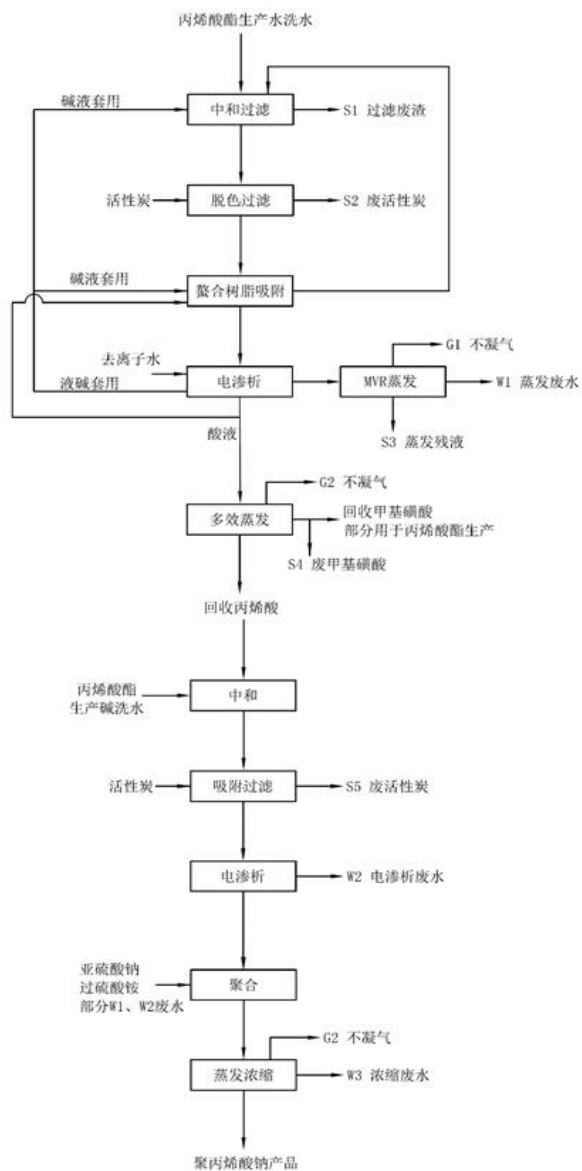 丙烯酸酯生产水洗水
碱液套用
中和过滤
S1 过滤废渣
活性炭
脱色过滤
S2 废活性炭
碱液套用
螯合树脂吸附
去离子水
液碱套用
电渗析
G1 不凝气
MVR蒸发
W1 蒸发废水
酸液
S3 蒸发残液
G2 不凝气
多效蒸发
回收甲基磺酸
部分用于丙烯酸酯生产
S4 废甲基磺酸
回收丙烯酸
丙烯酸酯
生产碱洗水
中和
活性炭
吸附过滤
S5 废活性炭
电渗析
W2 电渗析废水
亚硫酸钠
过硫酸铵
部分W1、W2废水
聚合
G2 不凝气
蒸发浓缩
W3 浓缩废水
聚丙烯酸钠产品